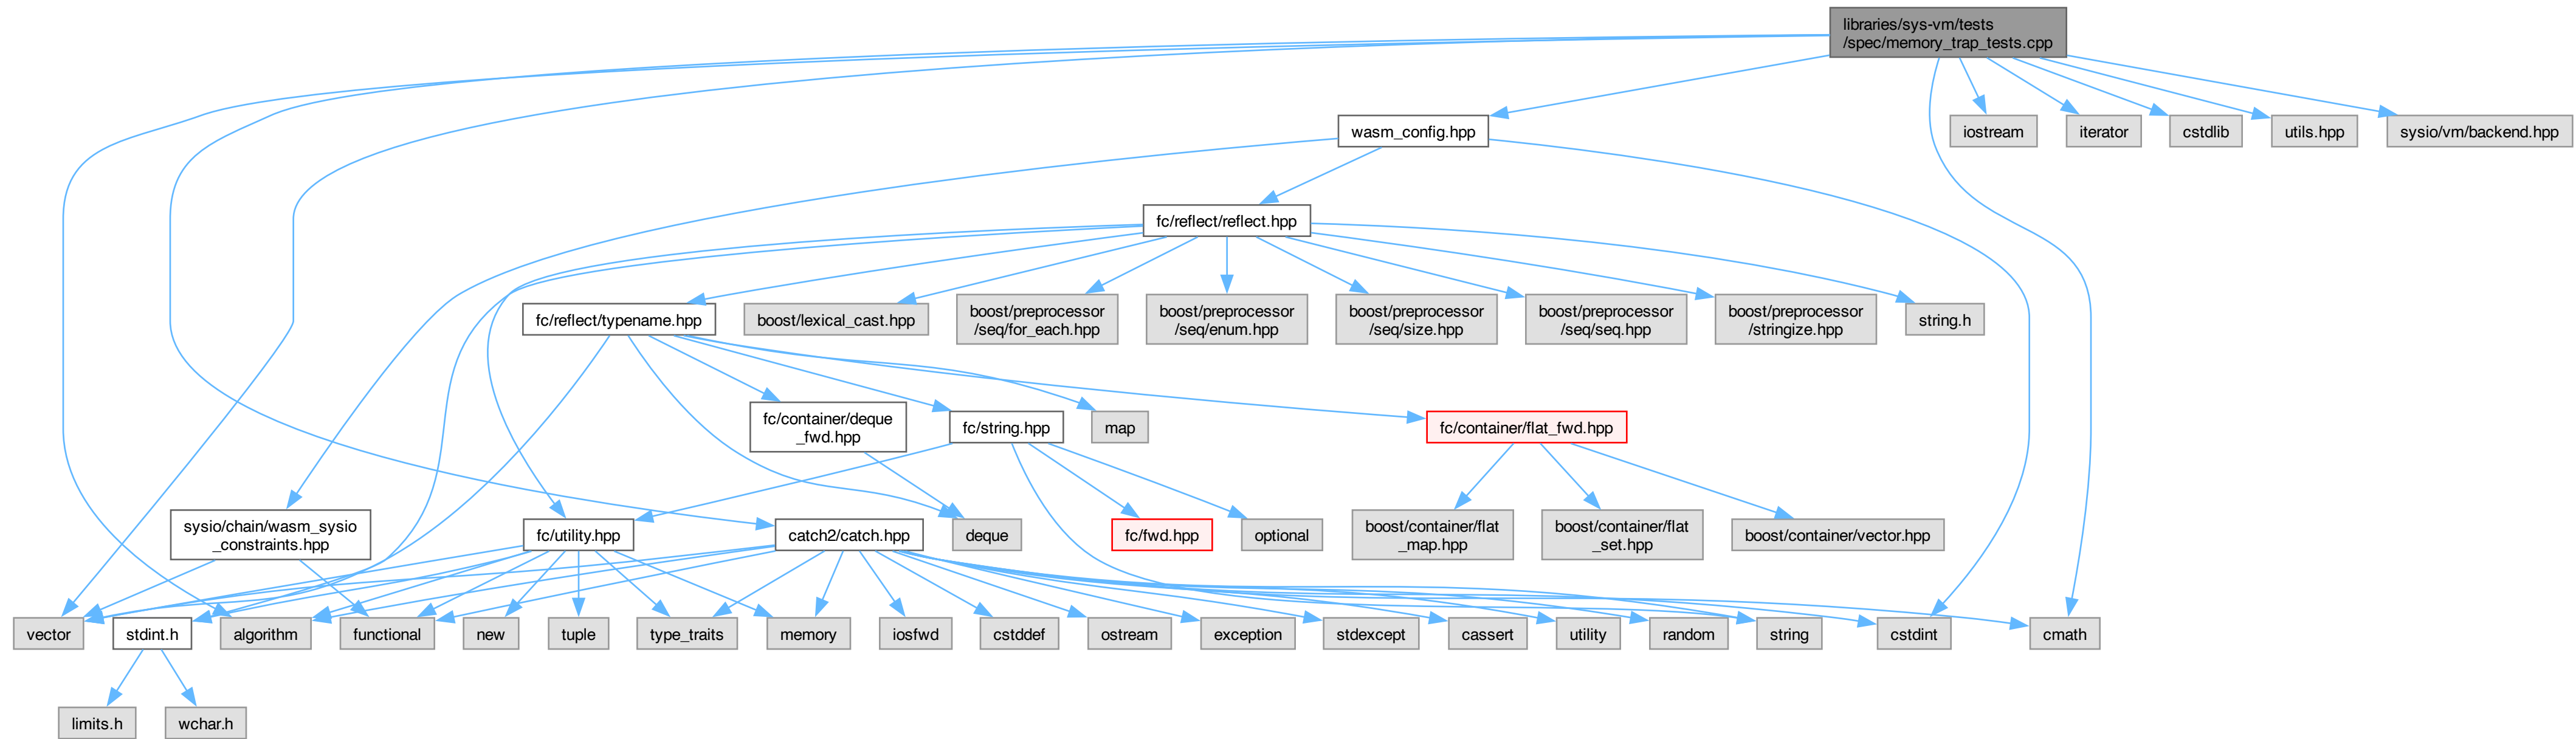 libraries/sys-vm/tests
/spec/memory_trap_tests.cpp
wasm_config.hpp
iostream
iterator
cstdlib
utils.hpp
sysio/vm/backend.hpp
fc/reflect/reflect.hpp
fc/reflect/typename.hpp
boost/lexical_cast.hpp
boost/preprocessor
/seq/for_each.hpp
boost/preprocessor
/seq/enum.hpp
boost/preprocessor
/seq/size.hpp
boost/preprocessor
/seq/seq.hpp
boost/preprocessor
/stringize.hpp
string.h
fc/container/deque
_fwd.hpp
fc/string.hpp
map
fc/container/flat_fwd.hpp
sysio/chain/wasm_sysio
_constraints.hpp
fc/utility.hpp
catch2/catch.hpp
deque
fc/fwd.hpp
optional
boost/container/flat
_map.hpp
boost/container/flat
_set.hpp
boost/container/vector.hpp
vector
stdint.h
algorithm
functional
new
tuple
type_traits
memory
iosfwd
cstddef
ostream
exception
stdexcept
cassert
utility
random
string
cstdint
cmath
limits.h
wchar.h